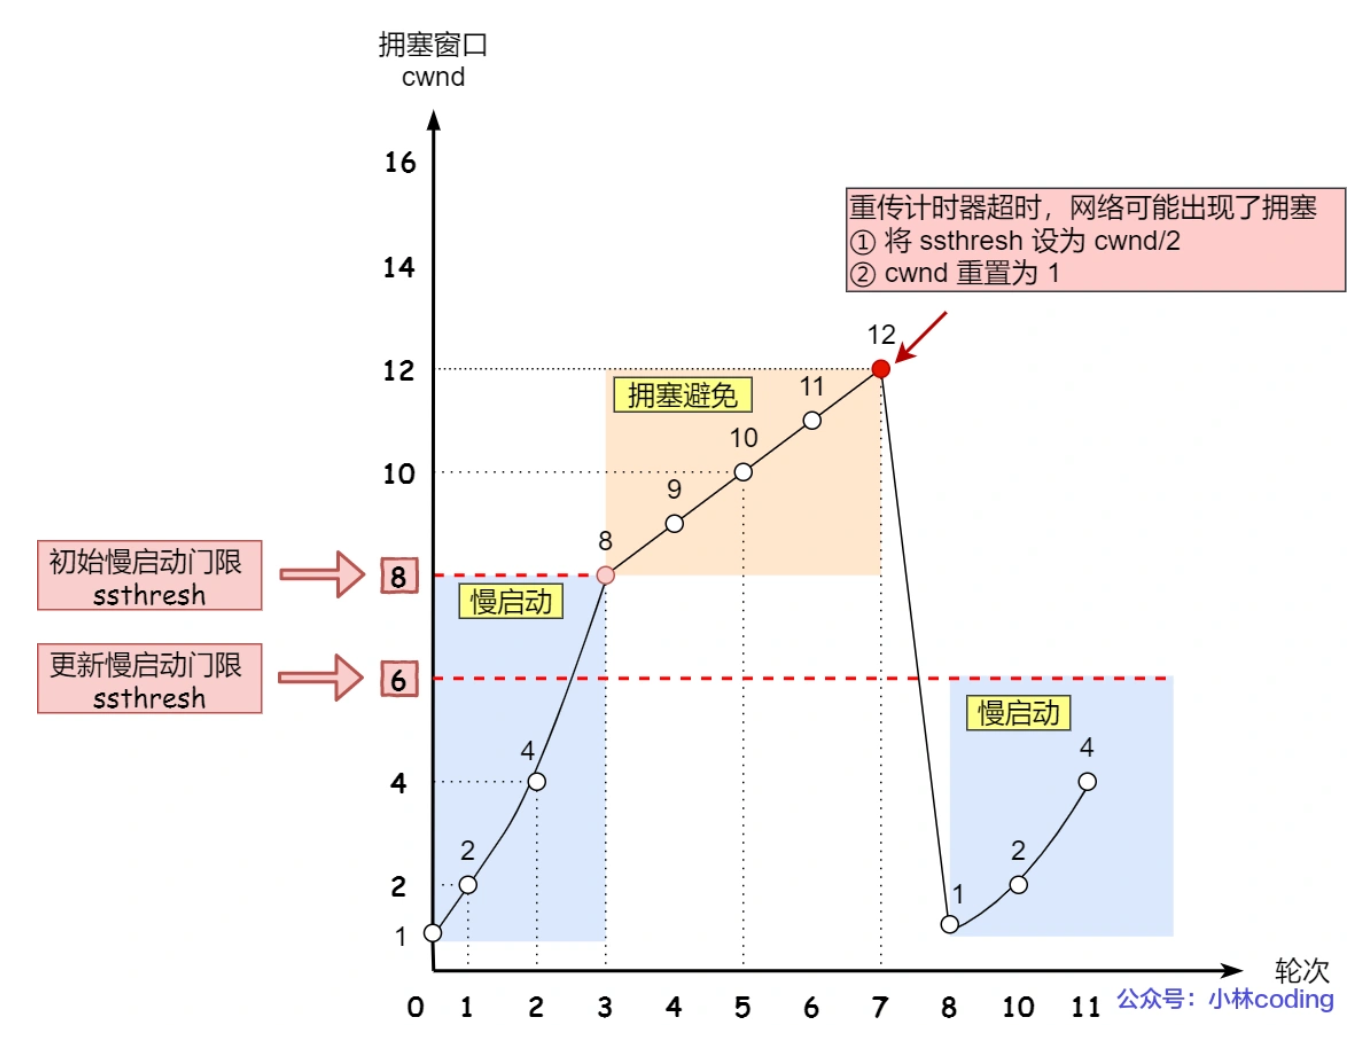 拥塞窗口
cwnd
16
14
12
10
8
6
4
2
1
重传计时器超时，网络可能出现了拥塞
① 将 ssthresh 设为 cwnd/2
② cwnd 重置为 1
初始慢启动门限
ssthresh
更新慢启动门限
ssthresh
慢启动
拥塞避免
慢启动
2
4
8
9
10
11
12
1
2
4
0 1 2 3 4 5 6 7 8 10 11
轮次
公众号：小林coding